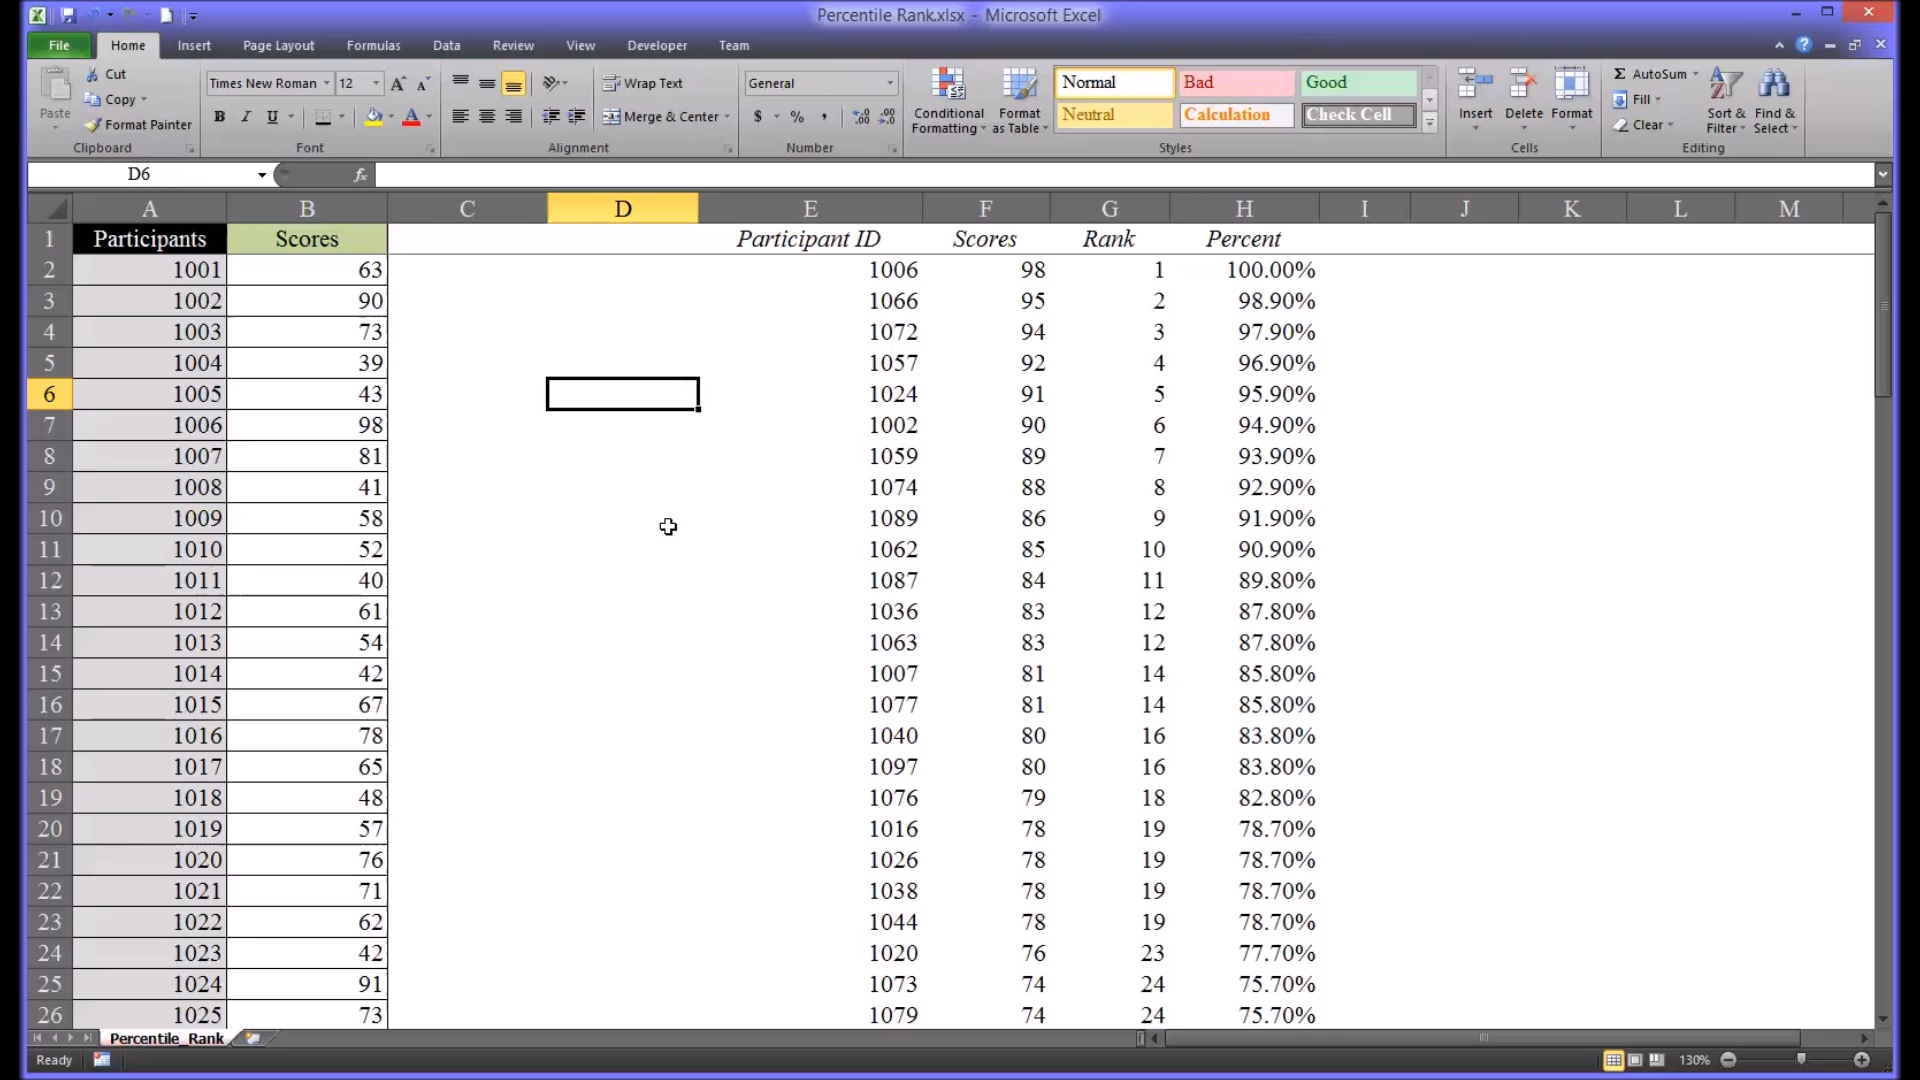 Percentile Rank.xlsx - Microsoft Excel
File Home Insert Page Layout Formulas Data Review View Developer Team
Paste
Cut
Copy
Format Painter
Clipboard
Times New Roman 12
B I U
Font
Wrap Text
Merge & Center
Alignment
General
$ % ,
Number
Conditional Formatting
Format as Table
Normal Bad Good
Neutral Calculation Check Cell
Styles
Insert Delete Format
Cells
Σ AutoSum
Fill
Clear
Sort & Filter
Find & Select
Editing
D6 fx
A B C D E F G H I J K L M
1 Participants Scores Participant ID Scores Rank Percent
2 1001 63 1006 98 1 100.00%
3 1002 90 1066 95 2 98.90%
4 1003 73 1072 94 3 97.90%
5 1004 39 1057 92 4 96.90%
6 1005 43 1024 91 5 95.90%
7 1006 98 1002 90 6 94.90%
8 1007 81 1059 89 7 93.90%
9 1008 41 1074 88 8 92.90%
10 1009 58 1089 86 9 91.90%
11 1010 52 1062 85 10 90.90%
12 1011 40 1087 84 11 89.80%
13 1012 61 1036 83 12 87.80%
14 1013 54 1063 83 12 87.80%
15 1014 42 1007 81 14 85.80%
16 1015 67 1077 81 14 85.80%
17 1016 78 1040 80 16 83.80%
18 1017 65 1097 80 16 83.80%
19 1018 48 1076 79 18 82.80%
20 1019 57 1016 78 19 78.70%
21 1020 76 1026 78 19 78.70%
22 1021 71 1038 78 19 78.70%
23 1022 62 1044 78 19 78.70%
24 1023 42 1020 76 23 77.70%
25 1024 91 1073 74 24 75.70%
26 1025 73 1079 74 24 75.70%
Percentile_Rank
Ready 130%